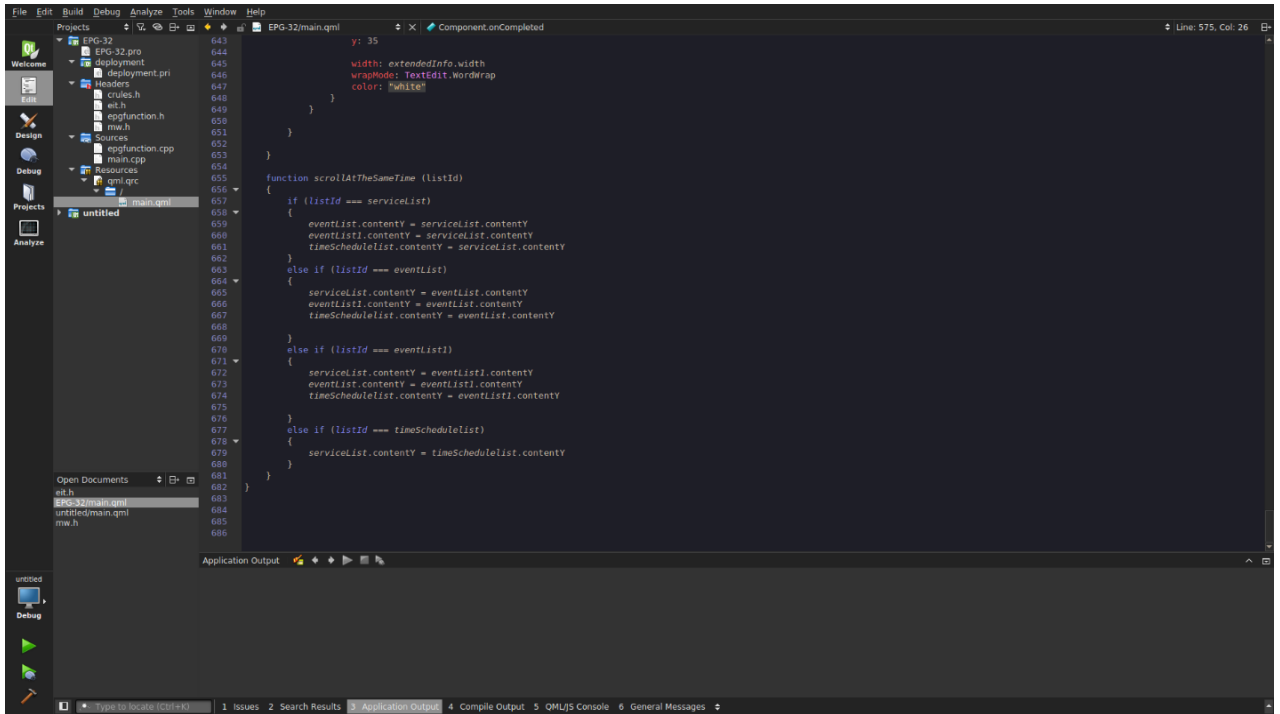 File Edit Build Debug Analyze Tools Window Help
Projects
EPG-32/main.qml
Component.onCompleted
Line: 575, Col: 26
Welcome
Edit
Design
Debug
Projects
Analyze
EPG-32
EPG-32.pro
deployment
deployment.pri
Headers
crules.h
eit.h
epgfunction.h
mw.h
Sources
epgfunction.cpp
main.cpp
Resources
qml.qrc
/
main.qml
untitled
643 y: 35
644
645 width: extendedInfo.width
646 wrapMode: TextEdit.WordWrap
647 color: "white"
648 }
649 }
650
651 }
652
653 }
654
655 function scrollAtTheSameTime (listId)
656 {
657 if (listId === serviceList)
658 {
659 eventList.contentY = serviceList.contentY
660 eventList1.contentY = serviceList.contentY
661 timeSchedulelist.contentY = serviceList.contentY
662 }
663 else if (listId === eventList)
664 {
665 serviceList.contentY = eventList.contentY
666 eventList1.contentY = eventList.contentY
667 timeSchedulelist.contentY = eventList.contentY
668
669 }
670 else if (listId === eventList1)
671 {
672 serviceList.contentY = eventList1.contentY
673 eventList.contentY = eventList1.contentY
674 timeSchedulelist.contentY = eventList1.contentY
675
676 }
677 else if (listId === timeSchedulelist)
678 {
679 serviceList.contentY = timeSchedulelist.contentY
680 }
681 }
682 }
683
684
685
686
Open Documents
eit.h
EPG-32/main.qml
untitled/main.qml
mw.h
Application Output
untitled
Debug
Type to locate (Ctrl+K)
1 Issues 2 Search Results 3 Application Output 4 Compile Output 5 QML/JS Console 6 General Messages